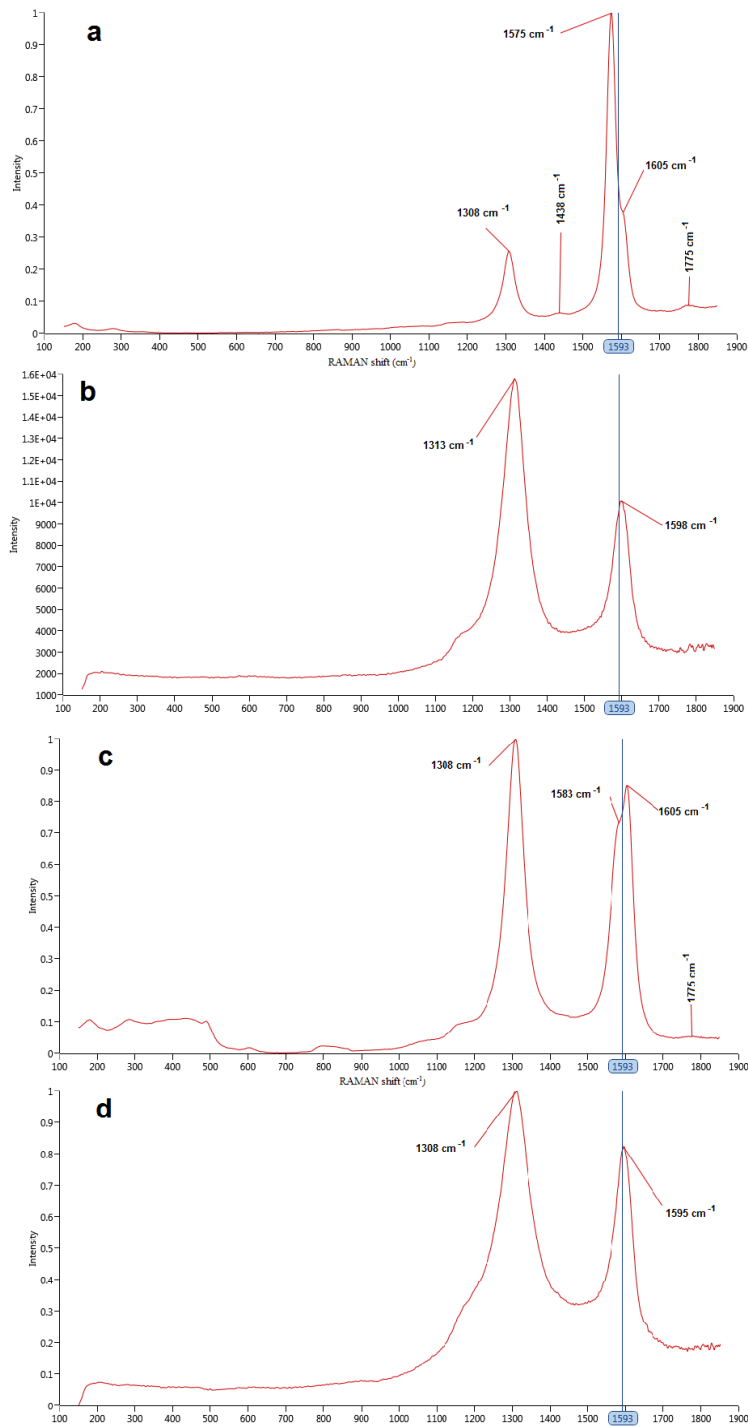 a
1575 cm -1
1605 cm -1
1308 cm -1
1438 cm -1
1775 cm -1
1
0.9
0.8
0.7
0.6
0.5
0.4
0.3
0.2
0.1
0
Intensity
100 200 300 400 500 600 700 800 900 1000 1100 1200 1300 1400 1500 1593 1700 1800 1900
RAMAN shift (cm-1)
b
1313 cm -1
1598 cm -1
1.6E+04
1.5E+04
1.4E+04
1.3E+04
1.2E+04
1.1E+04
1E+04
9000
8000
7000
6000
5000
4000
3000
2000
1000
Intensity
100 200 300 400 500 600 700 800 900 1000 1100 1200 1300 1400 1500 1593 1700 1800 1900
c
1308 cm -1
1583 cm -1
1605 cm -1
1775 cm -1
1
0.9
0.8
0.7
0.6
0.5
0.4
0.3
0.2
0.1
0
Intensity
100 200 300 400 500 600 700 800 900 1000 1100 1200 1300 1400 1500 1593 1700 1800 1900
RAMAN shift (cm-1)
d
1308 cm -1
1595 cm -1
1
0.9
0.8
0.7
0.6
0.5
0.4
0.3
0.2
0.1
0
Intensity
100 200 300 400 500 600 700 800 900 1000 1100 1200 1300 1400 1500 1593 1700 1800 1900